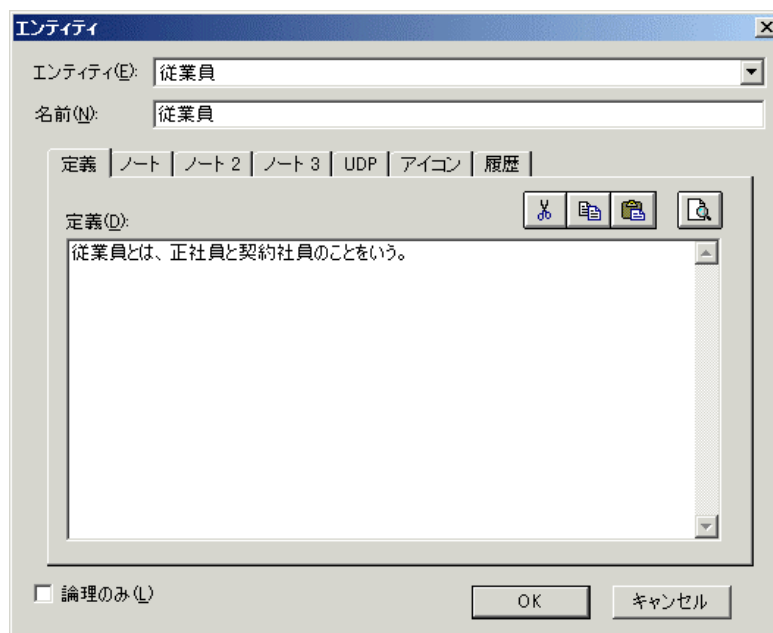 エンティティ
エンティティ(E): 従業員
名前(N): 従業員
定義 ノート ノート 2 ノート 3 UDP アイコン 履歴
定義(D):
従業員とは、正社員と契約社員のことをいう。
論理のみ(L) OK キャンセル